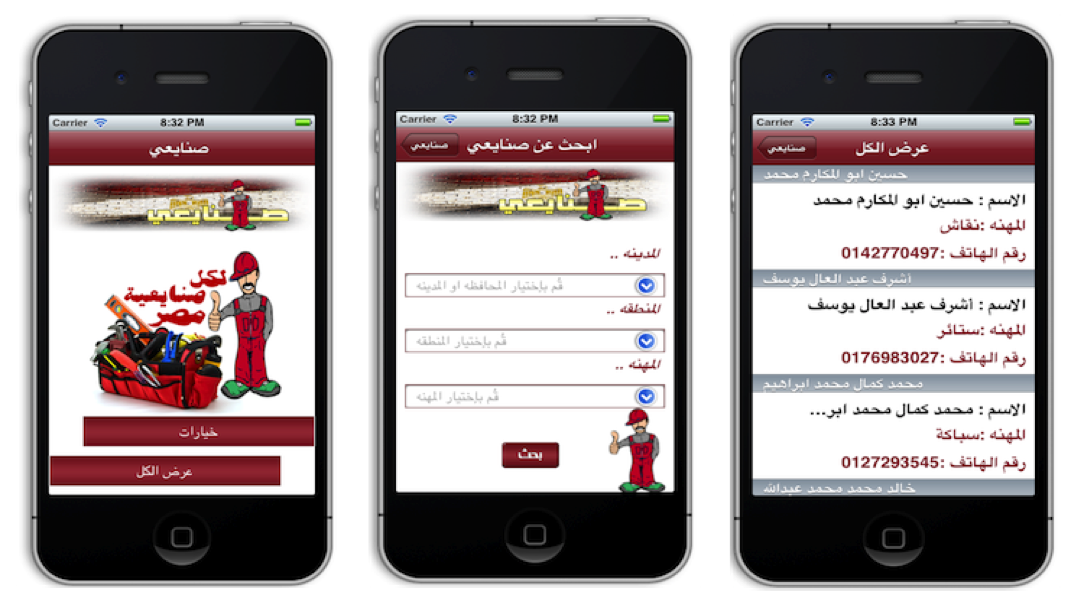 Carrier 8:32 PM
صنايعي
صنايعي
لكل
صنايعية
مصر
خيارات
عرض الكل
Carrier 8:32 PM
صنايعي
ابحث عن صنايعي
صنايعي
المدينه ..
قُم بإختيار المحافظه او المدينه
المنطقه ..
قُم بإختيار المنطقه
المهنه ..
قُم بإختيار المهنه
بحث
Carrier 8:33 PM
صنايعي
عرض الكل
حسين ابو المكارم محمد
الاسم : حسين ابو المكارم محمد
المهنه :نقاش
رقم الهاتف :0142770497
أشرف عبد العال يوسف
الاسم : أشرف عبد العال يوسف
المهنه :ستائر
رقم الهاتف :0176983027
محمد كمال محمد ابراهيم
الاسم : محمد كمال محمد ابر...
المهنه :سباكة
رقم الهاتف :0127293545
خالد محمد محمد عبدالله